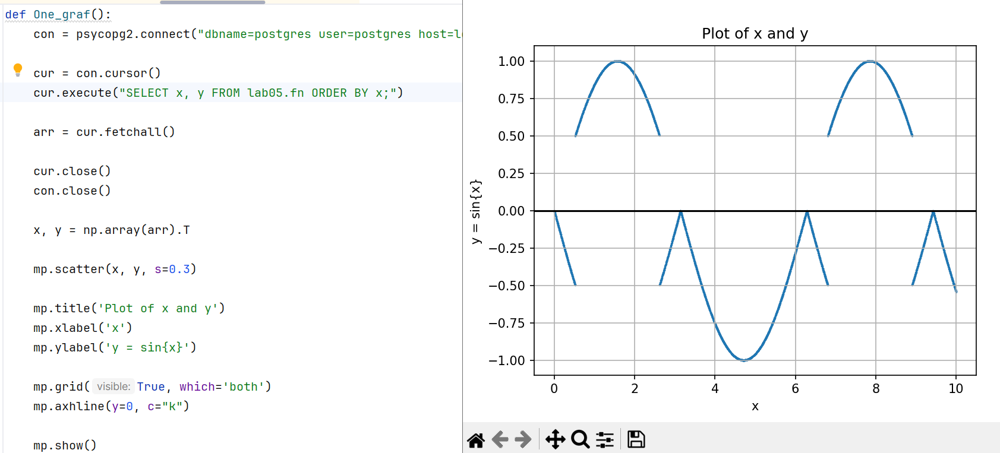 def One_graf():
con = psycopg2.connect("dbname=postgres user=postgres host=l
cur = con.cursor()
cur.execute("SELECT x, y FROM lab05.fn ORDER BY x;")
arr = cur.fetchall()
cur.close()
con.close()
x, y = np.array(arr).T
mp.scatter(x, y, s=0.3)
mp.title('Plot of x and y')
mp.xlabel('x')
mp.ylabel('y = sin{x}')
mp.grid( visible: True, which='both')
mp.axhline(y=0, c="k")
mp.show()
Plot of x and y
1.00
0.75
0.50
0.25
0.00
−0.25
−0.50
−0.75
−1.00
y = sin{x}
0 2 4 6 8 10
x